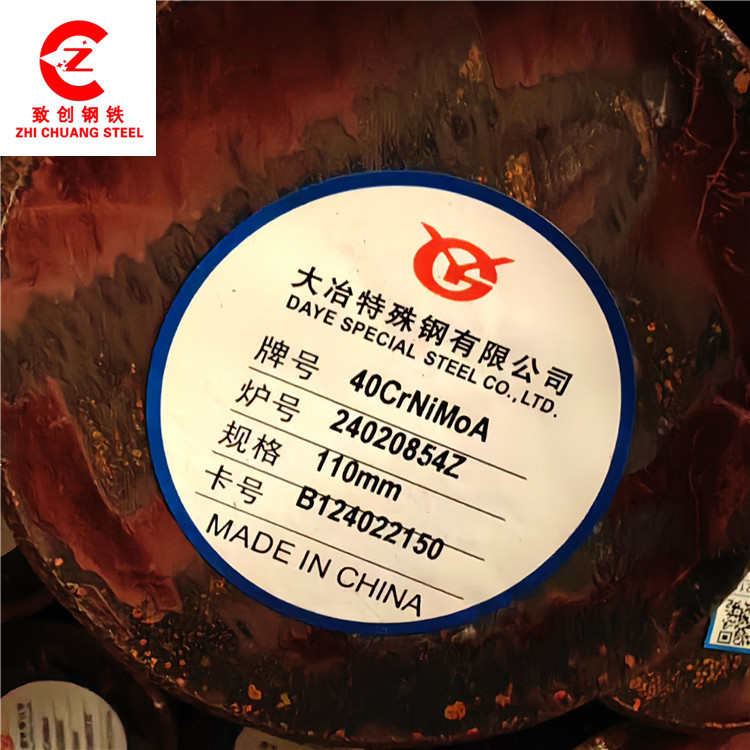 致创钢铁
ZHI CHUANG STEEL
大冶特殊钢有限公司
DAYE SPECIAL STEEL CO., LTD.
牌号 40CrNiMoA
炉号 24020854Z
规格 110mm
卡号 B124022150
MADE IN CHINA